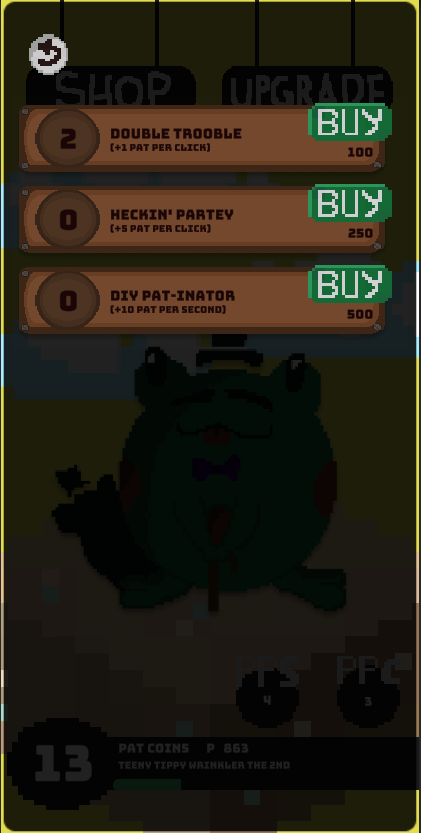 SHOP UPGRADE
BUY
2 DOUBLE TROOBLE
(+1 PAT PER CLICK)
100
BUY
0 HECKIN' PARTEY
(+5 PAT PER CLICK)
250
BUY
0 DIY PAT-INATOR
(+10 PAT PER SECOND)
500
PPS PPC
4 3
13 PAT COINS P 863
TEENY TIPPY WRINKLER THE 2ND